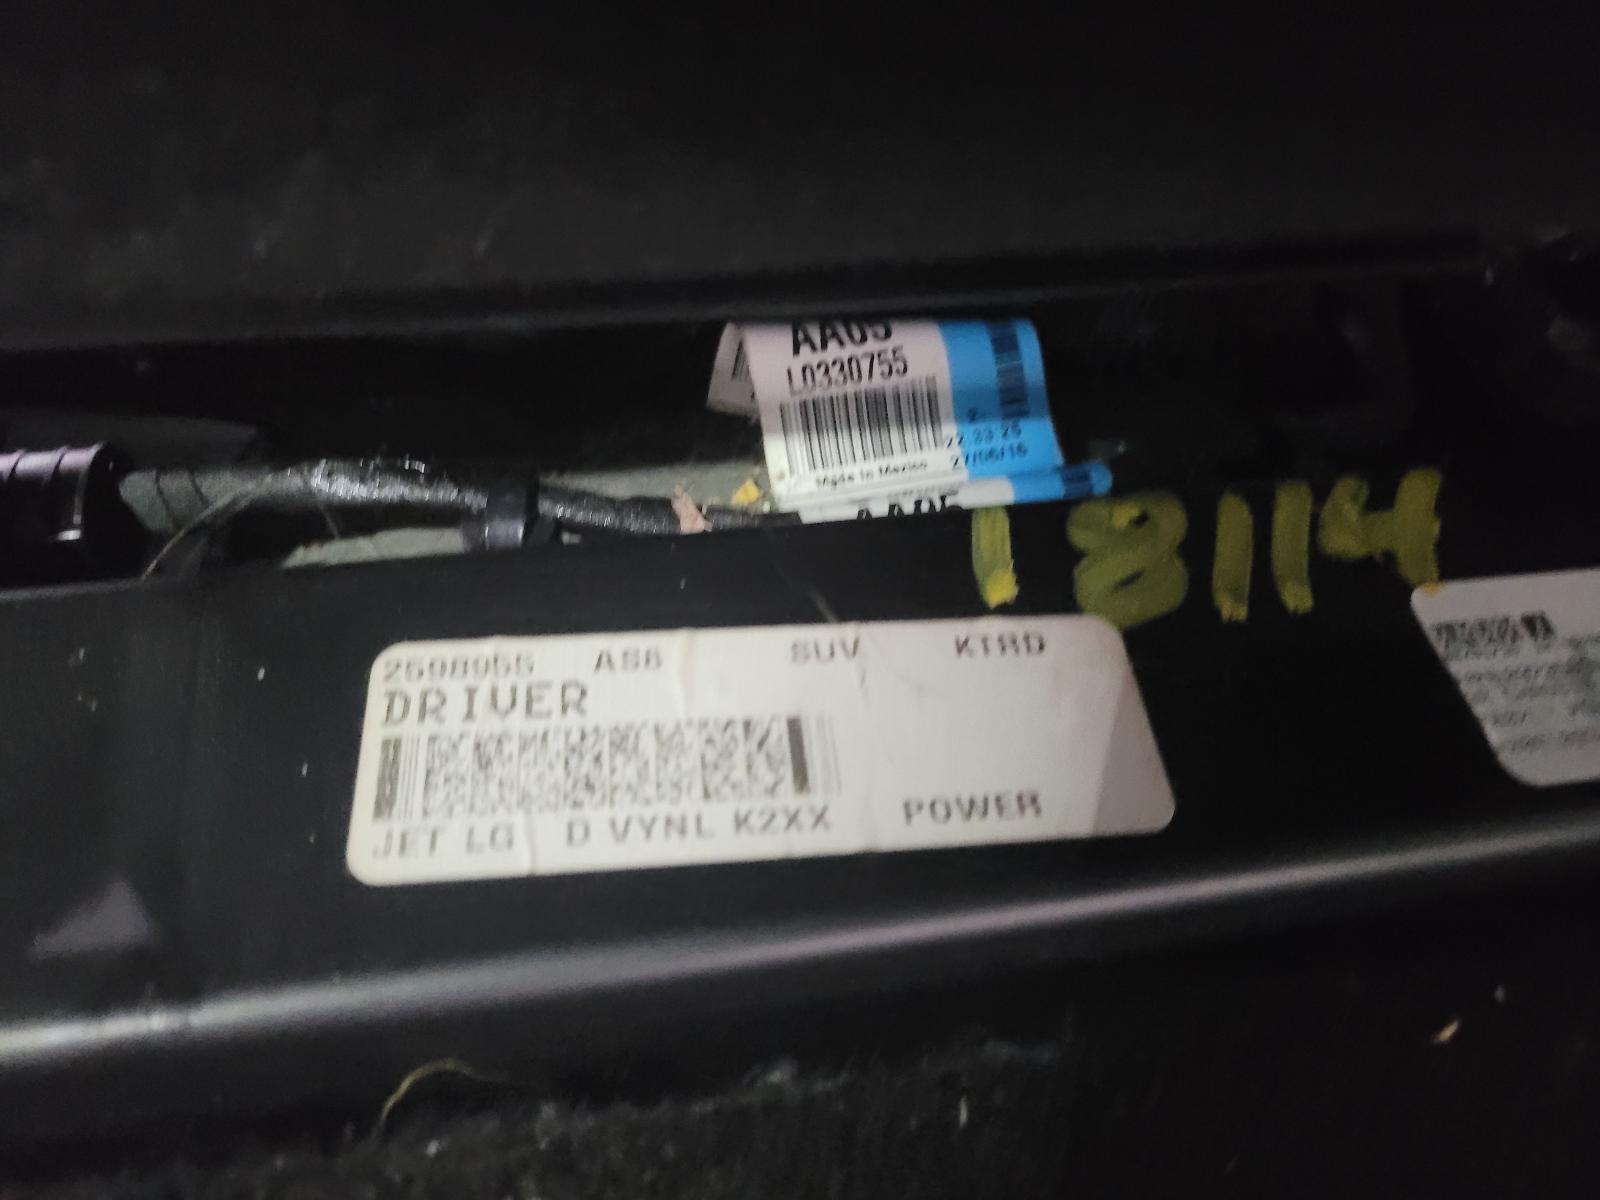 AA05
L0330755
22:33:25
27/06/16
Made in Mexico
AA05
18114
2598955 AS6 SUV KTRD
DRIVER
JET LG D VYNL K2XX POWER